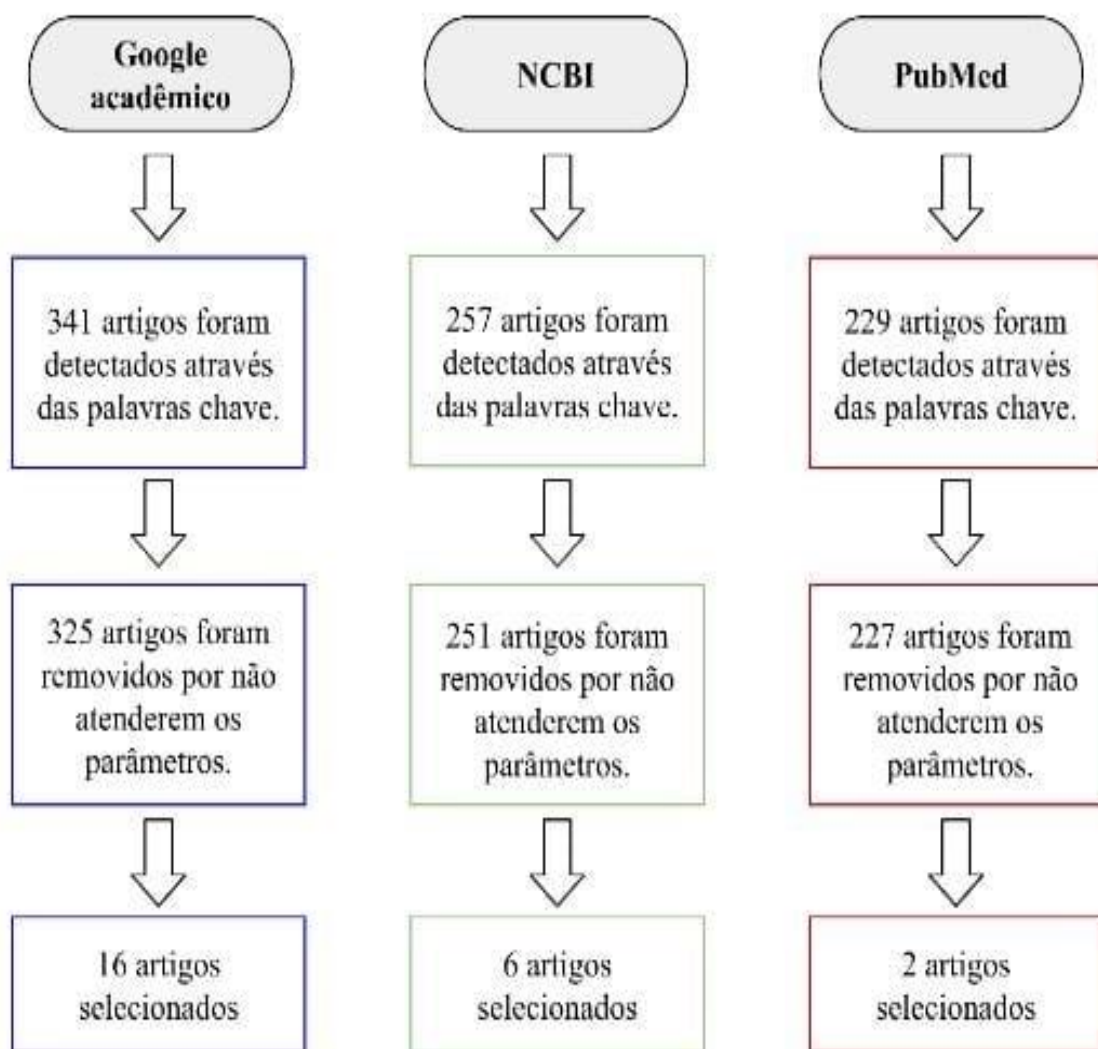 Google
acadêmico
341 artigos foram
detectados através
das palavras chave.
325 artigos foram
removidos por não
atenderem os
parâmetros.
16 artigos
selecionados
NCBI
257 artigos foram
detectados através
das palavras chave.
251 artigos foram
removidos por não
atenderem os
parâmetros.
6 artigos
selecionados
PubMed
229 artigos foram
detectados através
das palavras chave.
227 artigos foram
removidos por não
atenderem os
parâmetros.
2 artigos
selecionados